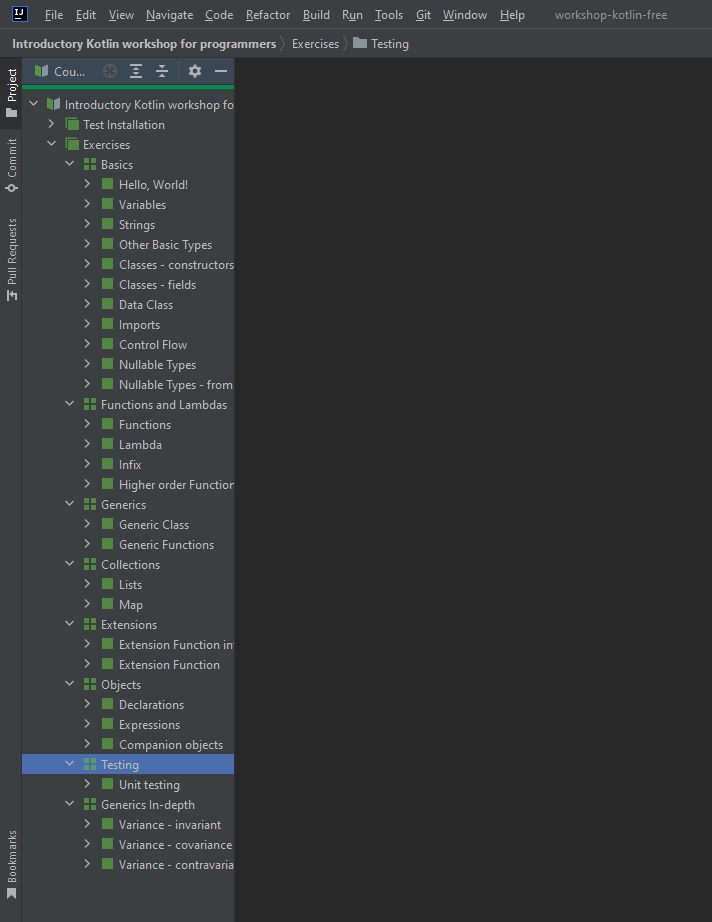 IJ File Edit View Navigate Code Refactor Build Run Tools Git Window Help workshop-kotlin-free
Introductory Kotlin workshop for programmers Exercises Testing
Project
Commit
Pull Requests
Bookmarks
Cou...
Introductory Kotlin workshop fo
Test Installation
Exercises
Basics
Hello, World!
Variables
Strings
Other Basic Types
Classes - constructors
Classes - fields
Data Class
Imports
Control Flow
Nullable Types
Nullable Types - from
Functions and Lambdas
Functions
Lambda
Infix
Higher order Function
Generics
Generic Class
Generic Functions
Collections
Lists
Map
Extensions
Extension Function in
Extension Function
Objects
Declarations
Expressions
Companion objects
Testing
Unit testing
Generics In-depth
Variance - invariant
Variance - covariance
Variance - contravaria